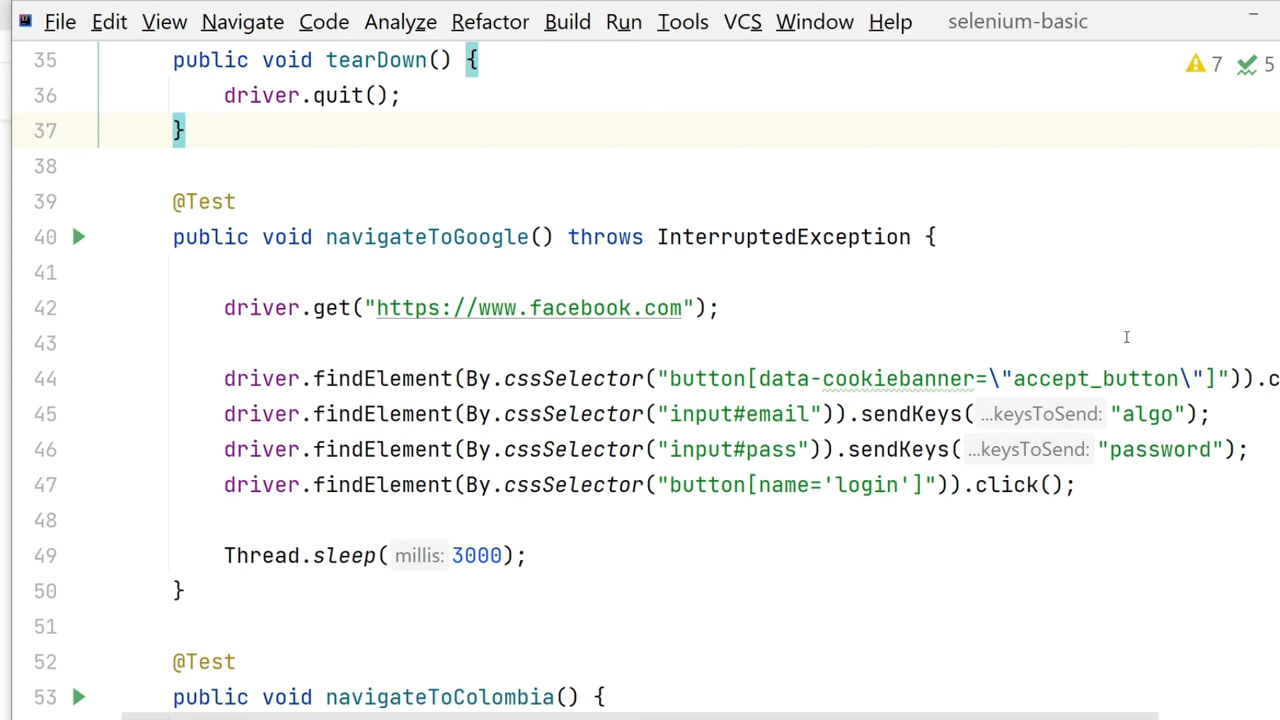 File Edit View Navigate Code Analyze Refactor Build Run Tools VCS Window Help selenium-basic
35 public void tearDown() { 7 5
36 driver.quit();
37 }
38
39 @Test
40 public void navigateToGoogle() throws InterruptedException {
41
42 driver.get("https://www.facebook.com");
43
44 driver.findElement(By.cssSelector("button[data-cookiebanner=\"accept_button\"]")).c
45 driver.findElement(By.cssSelector("input#email")).sendKeys( ...keysToSend: "algo");
46 driver.findElement(By.cssSelector("input#pass")).sendKeys( ...keysToSend: "password");
47 driver.findElement(By.cssSelector("button[name='login']")).click();
48
49 Thread.sleep( millis: 3000);
50 }
51
52 @Test
53 public void navigateToColombia() {